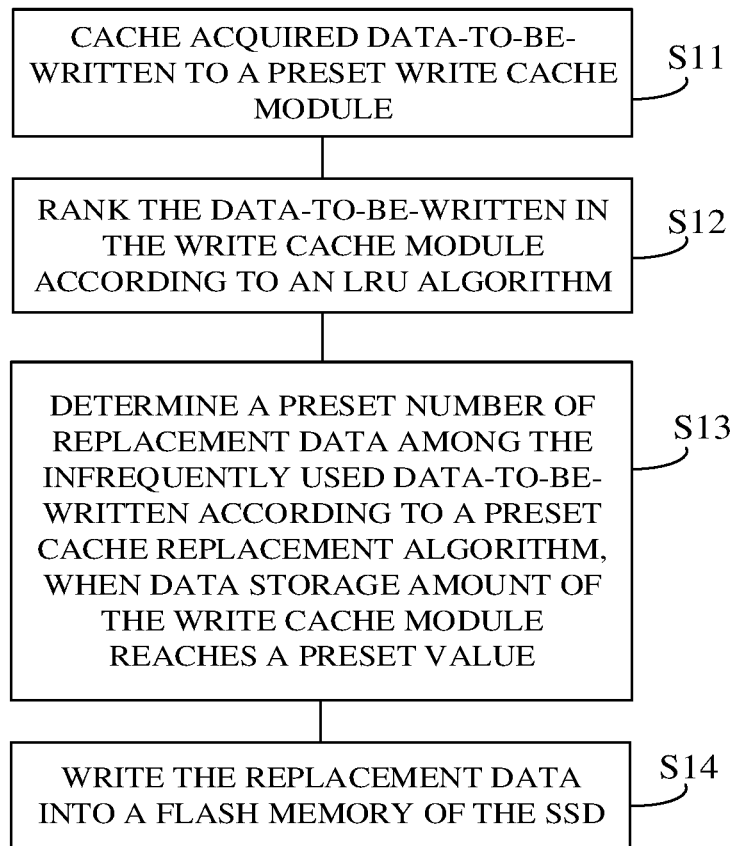 CACHE ACQUIRED DATA-TO-BE-
WRITTEN TO A PRESET WRITE CACHE
MODULE
S11
RANK THE DATA-TO-BE-WRITTEN IN
THE WRITE CACHE MODULE
ACCORDING TO AN LRU ALGORITHM
S12
DETERMINE A PRESET NUMBER OF
REPLACEMENT DATA AMONG THE
INFREQUENTLY USED DATA-TO-BE-
WRITTEN ACCORDING TO A PRESET
CACHE REPLACEMENT ALGORITHM,
WHEN DATA STORAGE AMOUNT OF
THE WRITE CACHE MODULE
REACHES A PRESET VALUE
S13
WRITE THE REPLACEMENT DATA
INTO A FLASH MEMORY OF THE SSD
S14